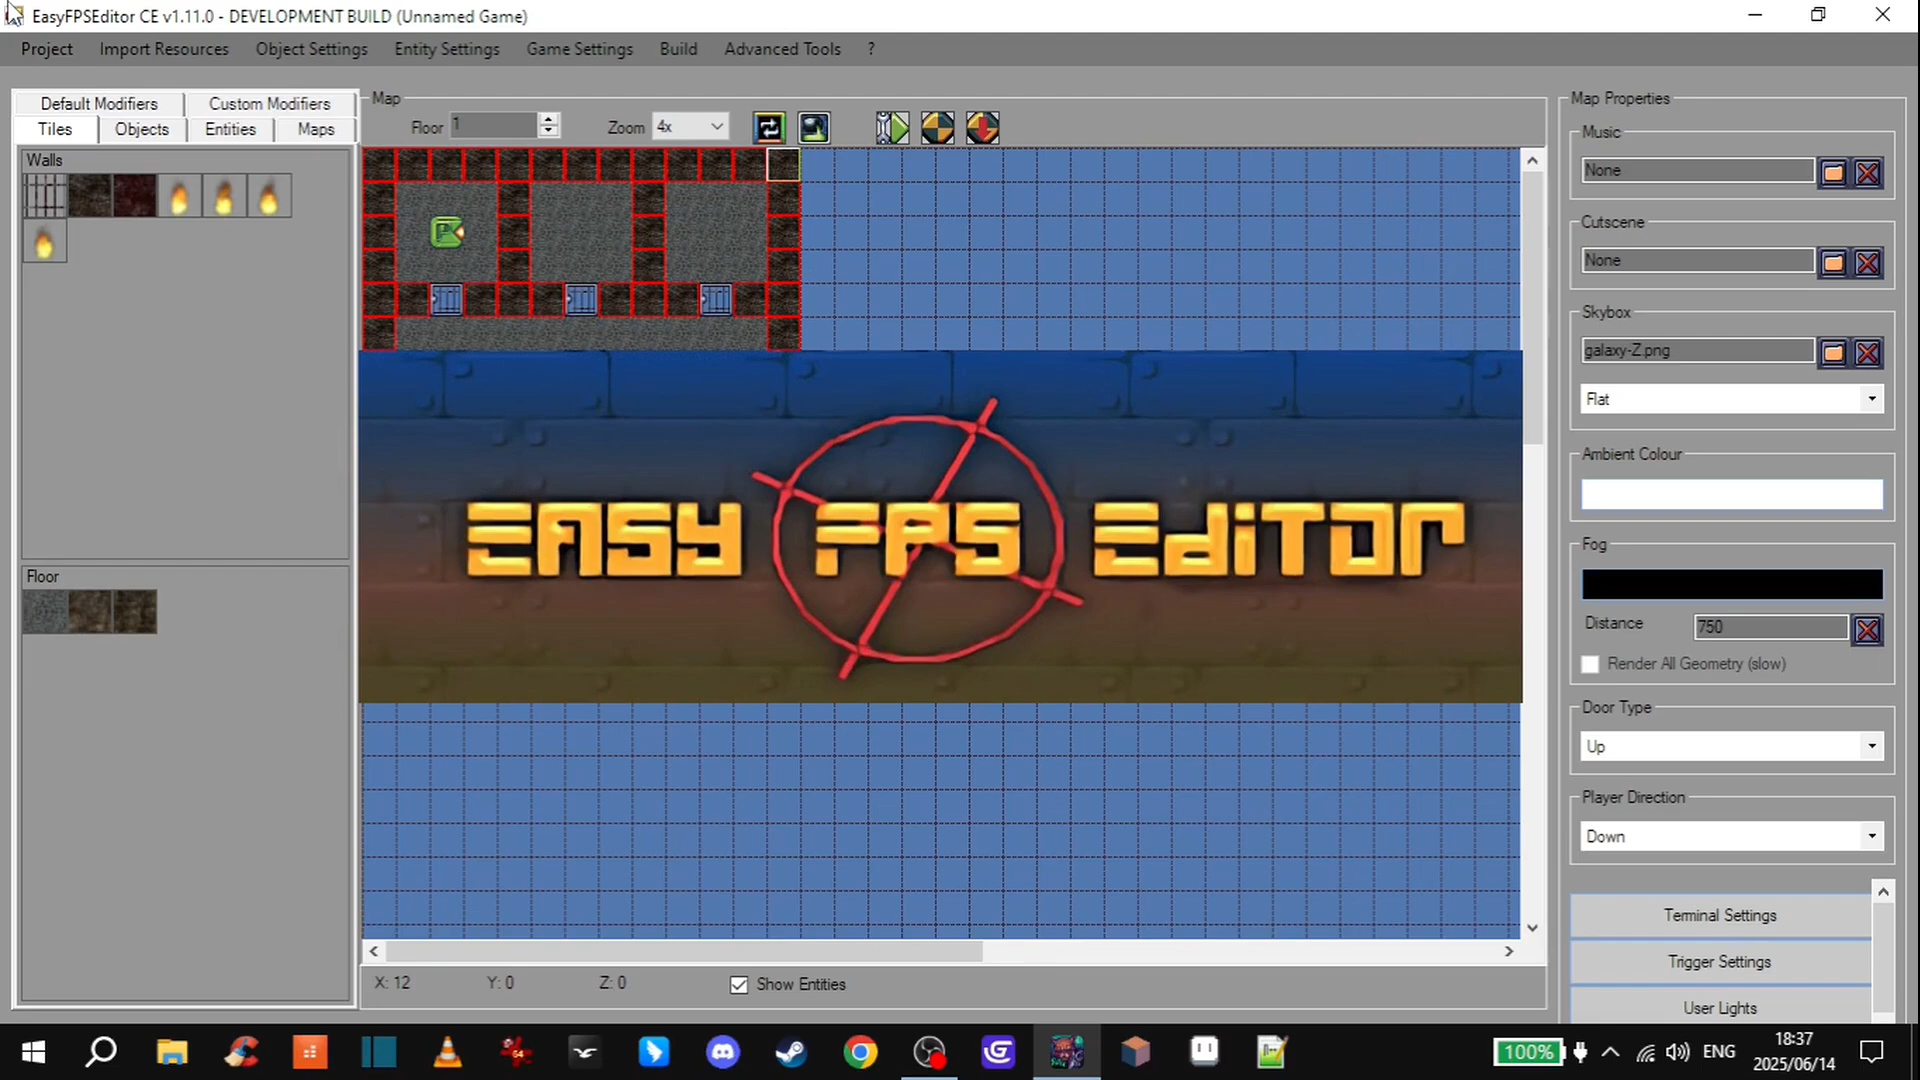 EasyFPSEditor CE v1.11.0 - DEVELOPMENT BUILD (Unnamed Game)
Project Import Resources Object Settings Entity Settings Game Settings Build Advanced Tools ?
Default Modifiers Custom Modifiers
Tiles Objects Entities Maps
Walls
Floor
Map
Floor 1 Zoom 4x
P
EASY FPS EdiTOr
X: 12 Y: 0 Z: 0 Show Entities
Map Properties
Music
None
Cutscene
None
Skybox
galaxy-Z.png
Flat
Ambient Colour
Fog
Distance 750
Render All Geometry (slow)
Door Type
Up
Player Direction
Down
Terminal Settings
Trigger Settings
User Lights
64
100% ENG
18:37
2025/06/14